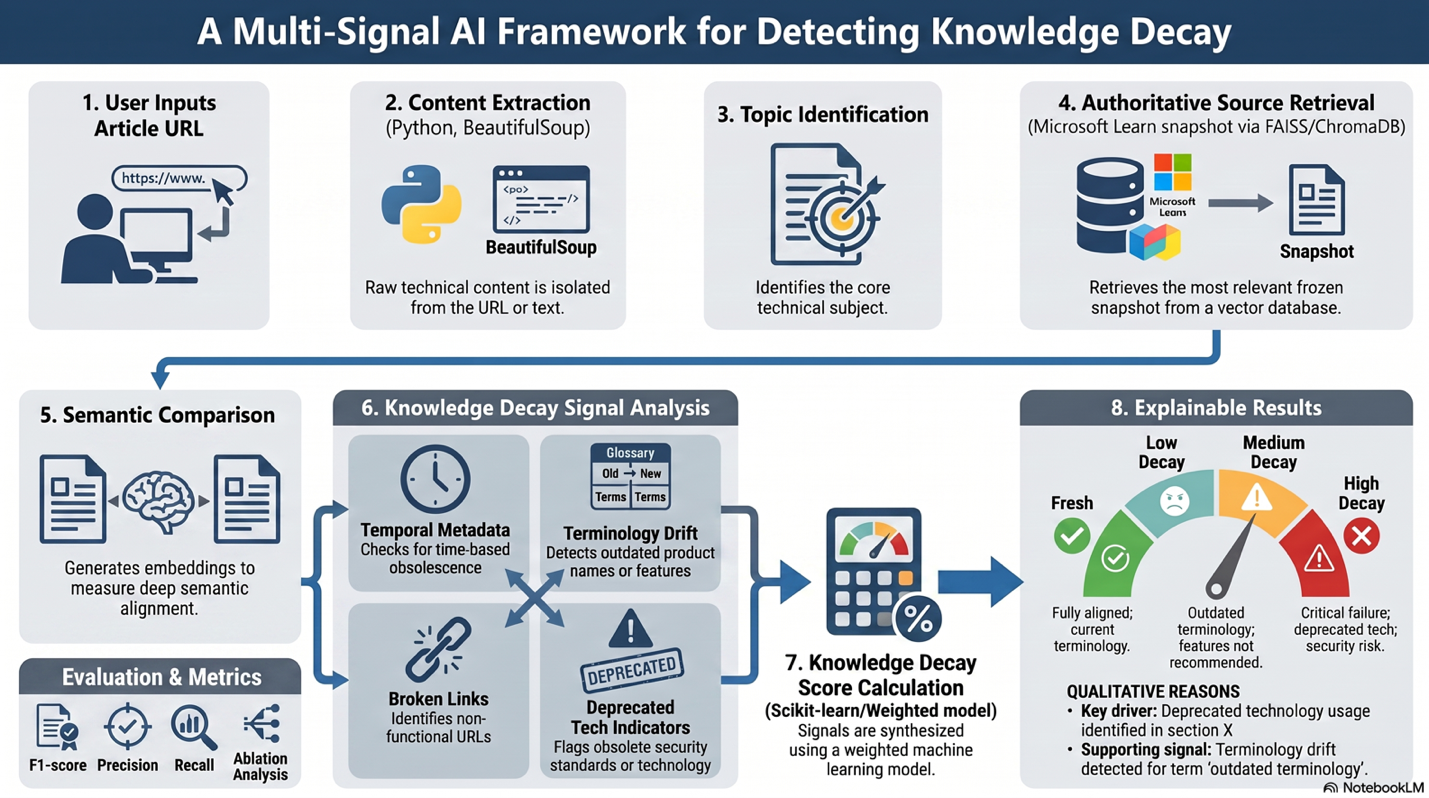 A Multi-Signal AI Framework for Detecting Knowledge Decay
1. User Inputs
Article URL
https://www.
2. Content Extraction
(Python, BeautifulSoup)
<po>
/>
</>
BeautifulSoup
Raw technical content is isolated
from the URL or text.
3. Topic Identification
Identifies the core
technical subject.
4. Authoritative Source Retrieval
(Microsoft Learn snapshot via FAISS/ChromaDB)
Microsoft
Learn
Snapshot
Retrieves the most relevant frozen
snapshot from a vector database.
5. Semantic Comparison
Generates embeddings to
measure deep semantic
alignment.
Evaluation & Metrics
F1-score
Precision
Recall
Ablation
Analysis
6. Knowledge Decay Signal Analysis
Temporal Metadata
Checks for time-based
obsolescence
Glossary
Old → New
Terms Terms
Terminology Drift
Detects outdated product
names or features
Broken Links
Identifies non-
functional URLs
DEPRECATED
Deprecated
Tech Indicators
Flags obsolete security
standards or technology
%
7. Knowledge Decay
Score Calculation
(Scikit-learn/Weighted model)
Signals are synthesized
using a weighted machine
learning model.
8. Explainable Results
Fresh
Low
Decay
Medium
Decay
High
Decay
Fully aligned;
current
terminology.
Outdated
terminology;
features not
recommended.
Critical failure;
deprecated tech;
security risk.
QUALITATIVE REASONS
• Key driver: Deprecated technology usage
identified in section X
• Supporting signal: Terminology drift
detected for term ‘outdated terminology’.
NotebookLM